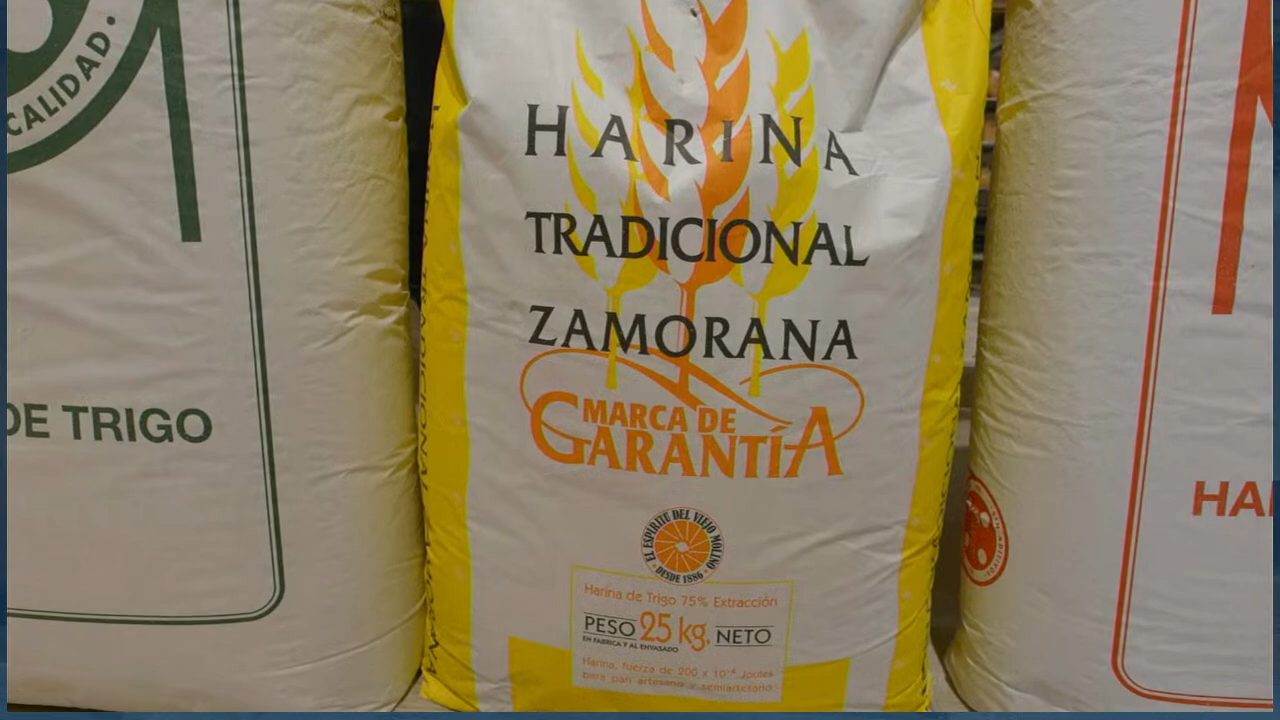 CALIDAD
DE TRIGO
HARINA
TRADICIONAL
ZAMORANA
MARCA DE
GARANTÍA
EL ESPÍRITU DEL VIEJO MOLINO
DESDE 1886
Harina de Trigo 75% Extracción
PESO 25 kg. NETO
EN FABRICA Y AL ENVASADO
Harina, fuerza de 200 x 10⁻⁴ Joules
para pan artesano y semiartesano
HA